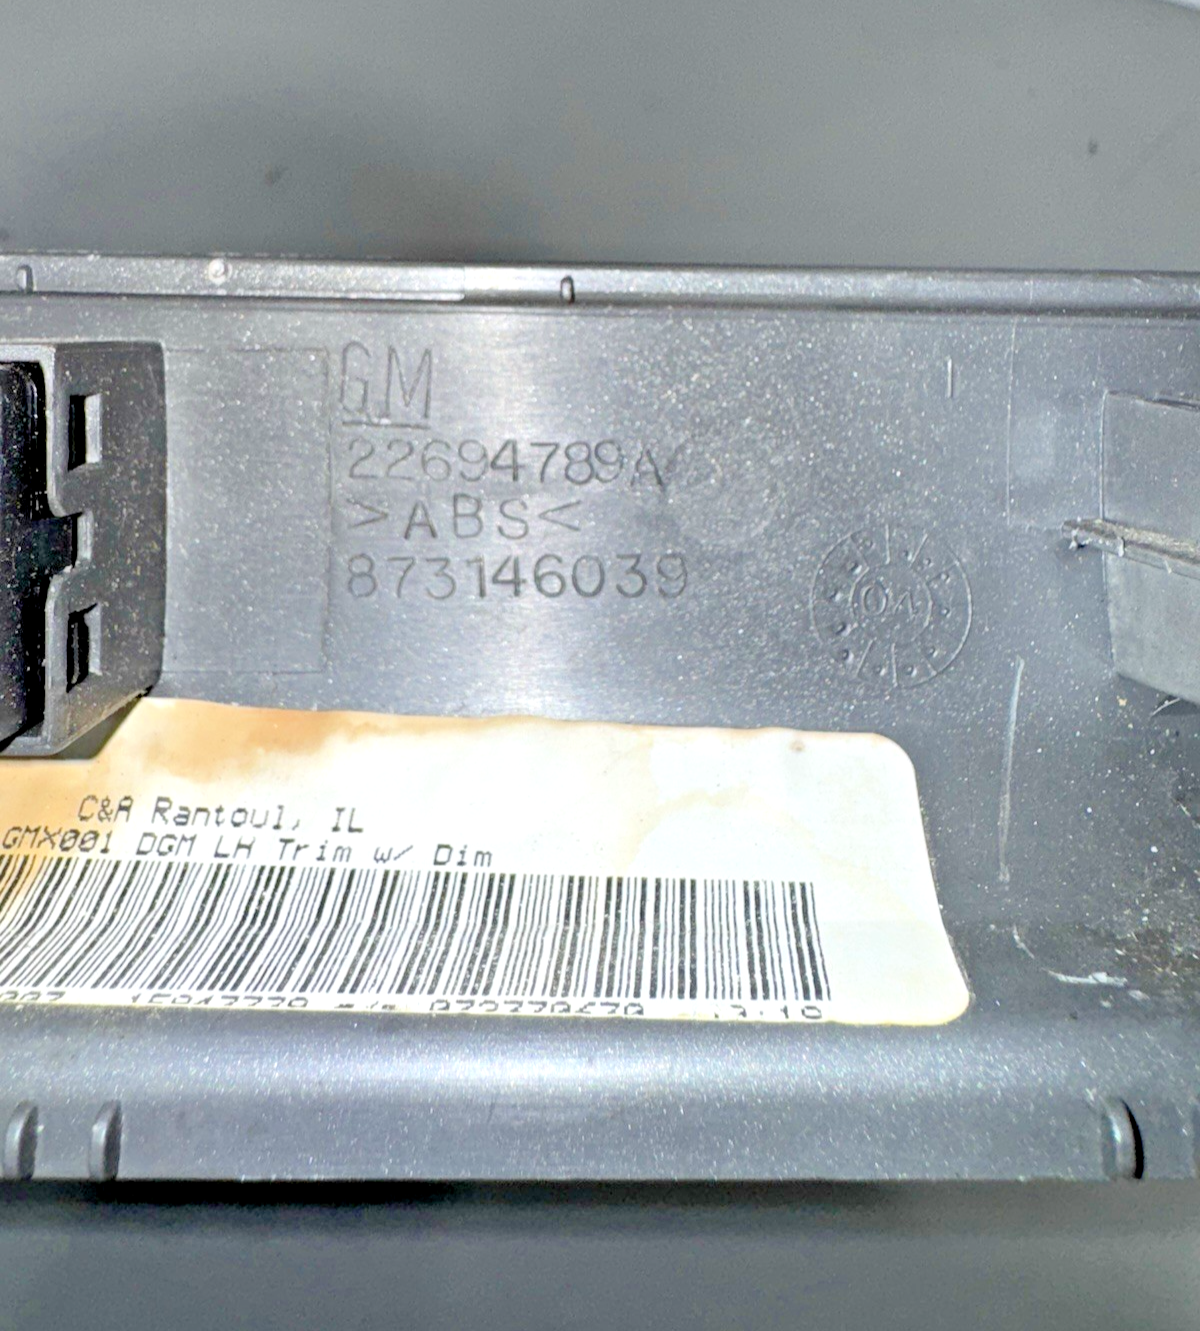 GM
22694789A
>ABS<
873146039
04
C&A Rantoul, IL
GMX001 DGM LH Trim w/ Dim